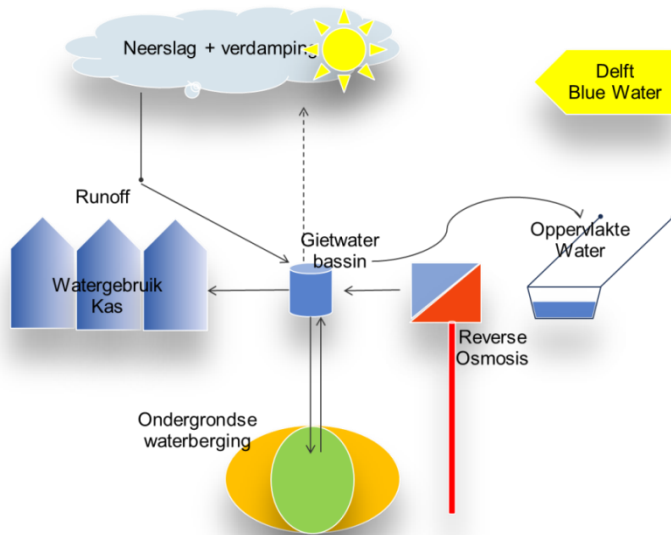 Neerslag + verdamping
Delft
Blue Water
Runoff
Gietwater
bassin
Oppervlakte
Water
Watergebruik
Kas
Reverse
Osmosis
Ondergrondse
waterberging